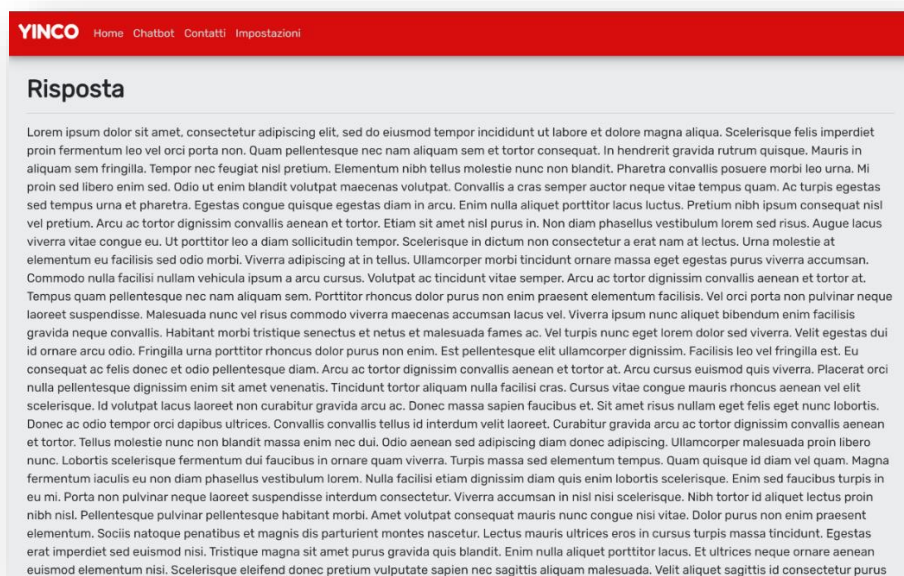 YINCO Home Chatbot Contatti Impostazioni
Risposta
Lorem ipsum dolor sit amet, consectetur adipiscing elit, sed do eiusmod tempor incididunt ut labore et dolore magna aliqua. Scelerisque felis imperdiet
proin fermentum leo vel orci porta non. Quam pellentesque nec nam aliquam sem et tortor consequat. In hendrerit gravida rutrum quisque. Mauris in
aliquam sem fringilla. Tempor nec feugiat nisl pretium. Elementum nibh tellus molestie nunc non blandit. Pharetra convallis posuere morbi leo urna. Mi
proin sed libero enim sed. Odio ut enim blandit volutpat maecenas volutpat. Convallis a cras semper auctor neque vitae tempus quam. Ac turpis egestas
sed tempus urna et pharetra. Egestas congue quisque egestas diam in arcu. Enim nulla aliquet porttitor lacus luctus. Pretium nibh ipsum consequat nisl
vel pretium. Arcu ac tortor dignissim convallis aenean et tortor. Etiam sit amet nisl purus in. Non diam phasellus vestibulum lorem sed risus. Augue lacus
viverra vitae congue eu. Ut porttitor leo a diam sollicitudin tempor. Scelerisque in dictum non consectetur a erat nam at lectus. Urna molestie at
elementum eu facilisis sed odio morbi. Viverra adipiscing at in tellus. Ullamcorper morbi tincidunt ornare massa eget egestas purus viverra accumsan.
Commodo nulla facilisi nullam vehicula ipsum a arcu cursus. Volutpat ac tincidunt vitae semper. Arcu ac tortor dignissim convallis aenean et tortor at.
Tempus quam pellentesque nec nam aliquam sem. Porttitor rhoncus dolor purus non enim praesent elementum facilisis. Vel orci porta non pulvinar neque
laoreet suspendisse. Malesuada nunc vel risus commodo viverra maecenas accumsan lacus vel. Viverra ipsum nunc aliquet bibendum enim facilisis
gravida neque convallis. Habitant morbi tristique senectus et netus et malesuada fames ac. Vel turpis nunc eget lorem dolor sed viverra. Velit egestas dui
id ornare arcu odio. Fringilla urna porttitor rhoncus dolor purus non enim. Est pellentesque elit ullamcorper dignissim. Facilisis leo vel fringilla est. Eu
consequat ac felis donec et odio pellentesque diam. Arcu ac tortor dignissim convallis aenean et tortor at. Arcu cursus euismod quis viverra. Placerat orci
nulla pellentesque dignissim enim sit amet venenatis. Tincidunt tortor aliquam nulla facilisi cras. Cursus vitae congue mauris rhoncus aenean vel elit
scelerisque. Id volutpat lacus laoreet non curabitur gravida arcu ac. Donec massa sapien faucibus et. Sit amet risus nullam eget felis eget nunc lobortis.
Donec ac odio tempor orci dapibus ultrices. Convallis convallis tellus id interdum velit laoreet. Curabitur gravida arcu ac tortor dignissim convallis aenean
et tortor. Tellus molestie nunc non blandit massa enim nec dui. Odio aenean sed adipiscing diam donec adipiscing. Ullamcorper malesuada proin libero
nunc. Lobortis scelerisque fermentum dui faucibus in ornare quam viverra. Turpis massa sed elementum tempus. Quam quisque id diam vel quam. Magna
fermentum iaculis eu non diam phasellus vestibulum lorem. Nulla facilisi etiam dignissim diam quis enim lobortis scelerisque. Enim sed faucibus turpis in
eu mi. Porta non pulvinar neque laoreet suspendisse interdum consectetur. Viverra accumsan in nisl nisi scelerisque. Nibh tortor id aliquet lectus proin
nibh nisl. Pellentesque pulvinar pellentesque habitant morbi. Amet volutpat consequat mauris nunc congue nisi vitae. Dolor purus non enim praesent
elementum. Sociis natoque penatibus et magnis dis parturient montes nascetur. Lectus mauris ultrices eros in cursus turpis massa tincidunt. Egestas
erat imperdiet sed euismod nisi. Tristique magna sit amet purus gravida quis blandit. Enim nulla aliquet porttitor lacus. Et ultrices neque ornare aenean
euismod elementum nisi. Scelerisque eleifend donec pretium vulputate sapien nec sagittis aliquam malesuada. Velit aliquet sagittis id consectetur purus